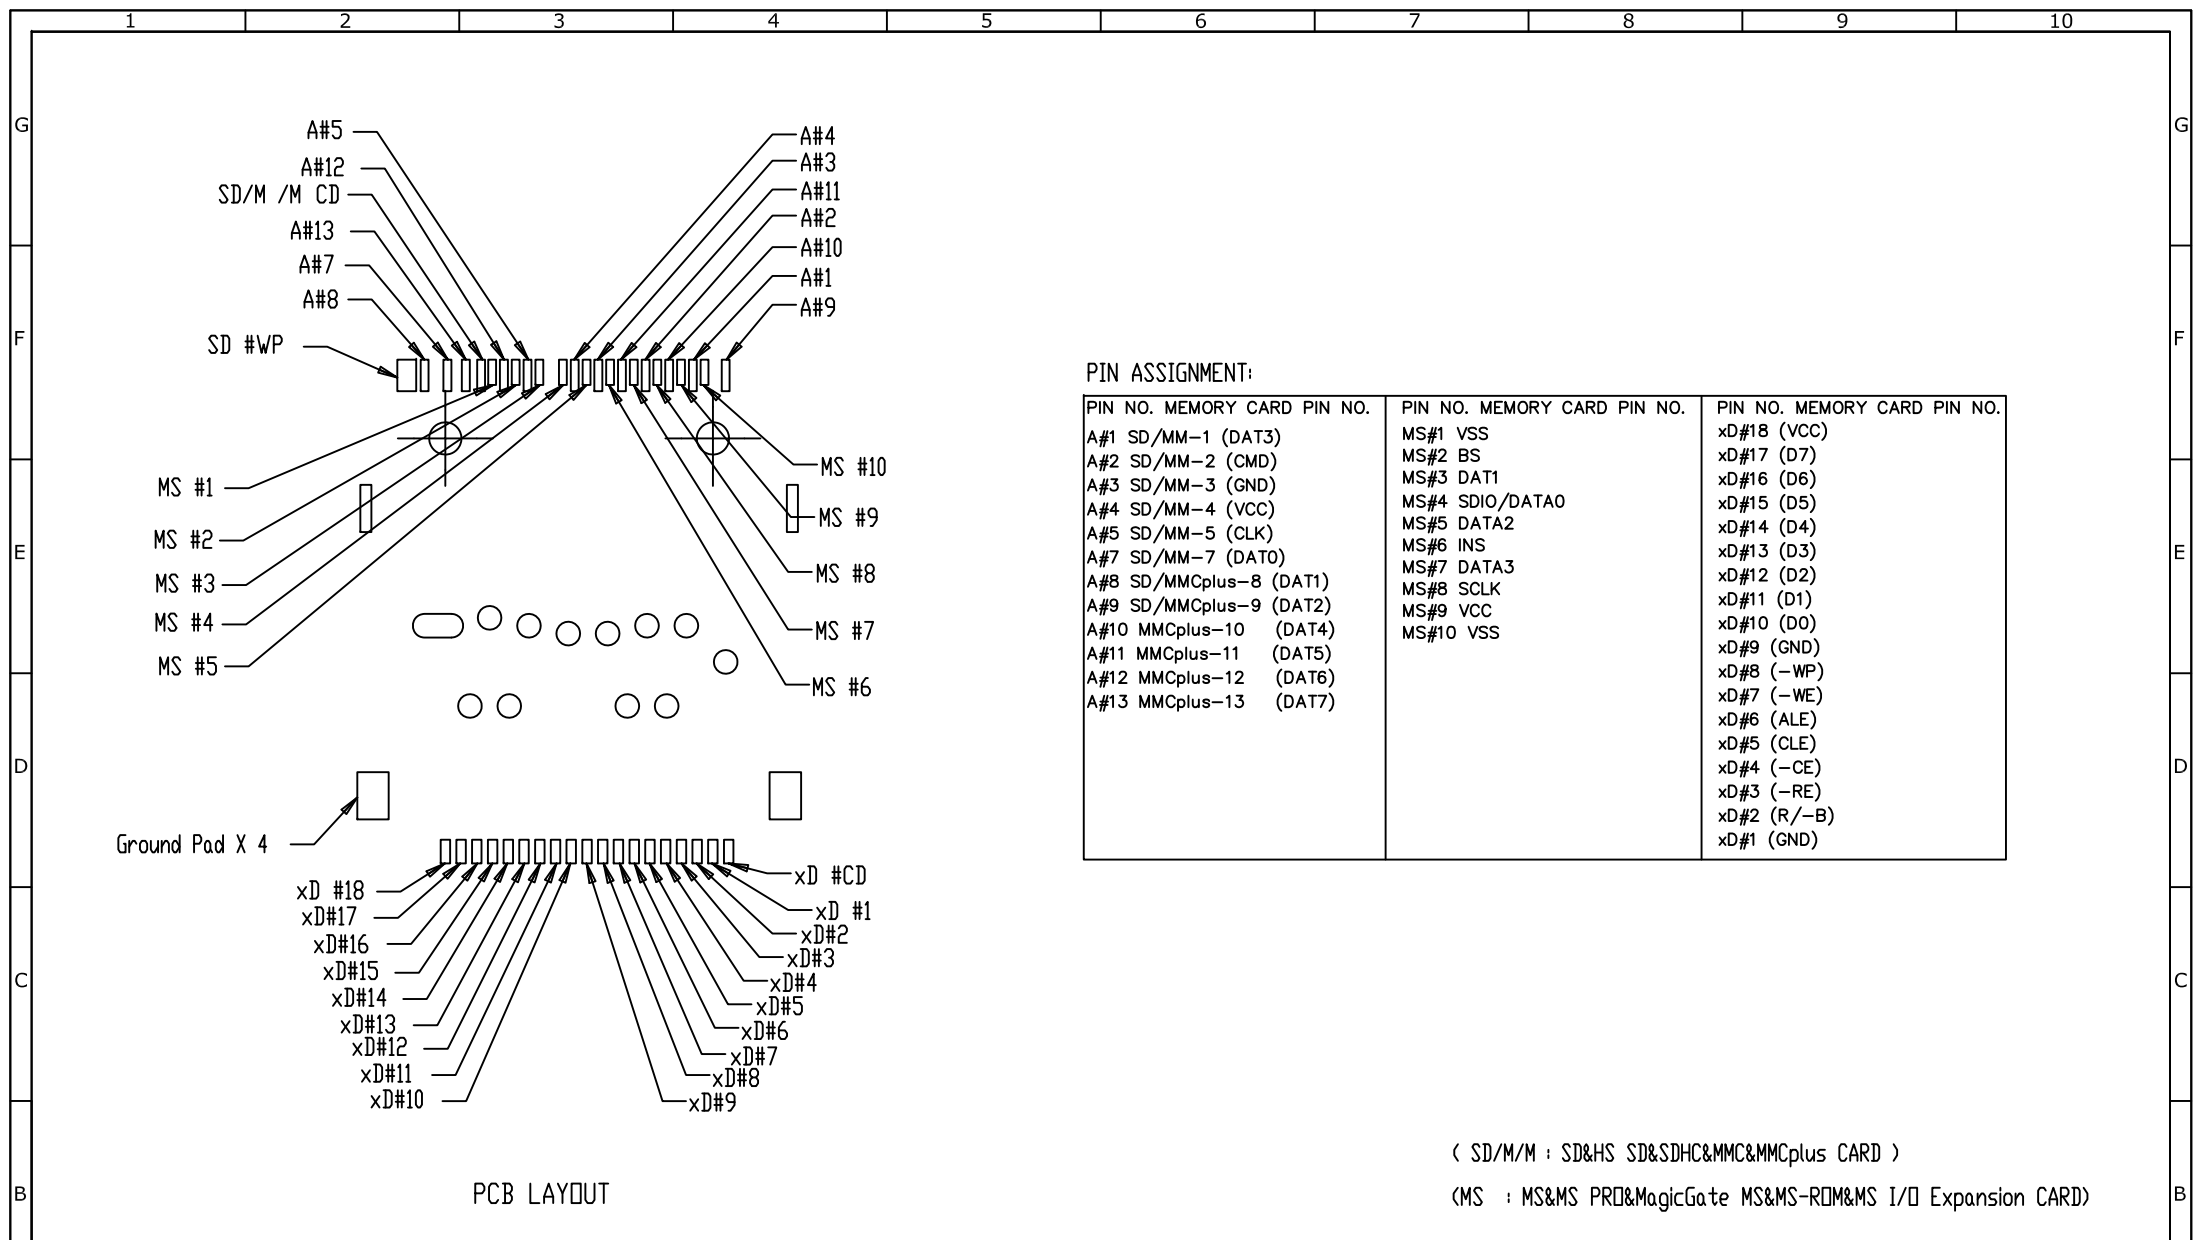 1 2 3 4 5 6 7 8 9 10
G G
F F
E E
D D
C C
B B
A#5
A#12
SD/M /M CD
A#13
A#7
A#8
SD #WP
A#4
A#3
A#11
A#2
A#10
A#1
A#9
MS #1
MS #2
MS #3
MS #4
MS #5
MS #10
MS #9
MS #8
MS #7
MS #6
Ground Pad X 4
xD #18
xD#17
xD#16
xD#15
xD#14
xD#13
xD#12
xD#11
xD#10
xD #CD
xD #1
xD#2
xD#3
xD#4
xD#5
xD#6
xD#7
xD#8
xD#9
PCB LAYOUT
PIN ASSIGNMENT:
PIN NO. MEMORY CARD PIN NO.
A#1 SD/MM-1 (DAT3)
A#2 SD/MM-2 (CMD)
A#3 SD/MM-3 (GND)
A#4 SD/MM-4 (VCC)
A#5 SD/MM-5 (CLK)
A#7 SD/MM-7 (DAT0)
A#8 SD/MMCplus-8 (DAT1)
A#9 SD/MMCplus-9 (DAT2)
A#10 MMCplus-10 (DAT4)
A#11 MMCplus-11 (DAT5)
A#12 MMCplus-12 (DAT6)
A#13 MMCplus-13 (DAT7)
PIN NO. MEMORY CARD PIN NO.
MS#1 VSS
MS#2 BS
MS#3 DAT1
MS#4 SDIO/DATA0
MS#5 DATA2
MS#6 INS
MS#7 DATA3
MS#8 SCLK
MS#9 VCC
MS#10 VSS
PIN NO. MEMORY CARD PIN NO.
xD#18 (VCC)
xD#17 (D7)
xD#16 (D6)
xD#15 (D5)
xD#14 (D4)
xD#13 (D3)
xD#12 (D2)
xD#11 (D1)
xD#10 (D0)
xD#9 (GND)
xD#8 (-WP)
xD#7 (-WE)
xD#6 (ALE)
xD#5 (CLE)
xD#4 (-CE)
xD#3 (-RE)
xD#2 (R/-B)
xD#1 (GND)
( SD/M/M : SD&HS SD&SDHC&MMC&MMCplus CARD )
(MS : MS&MS PRO&MagicGate MS&MS-ROM&MS I/O Expansion CARD)